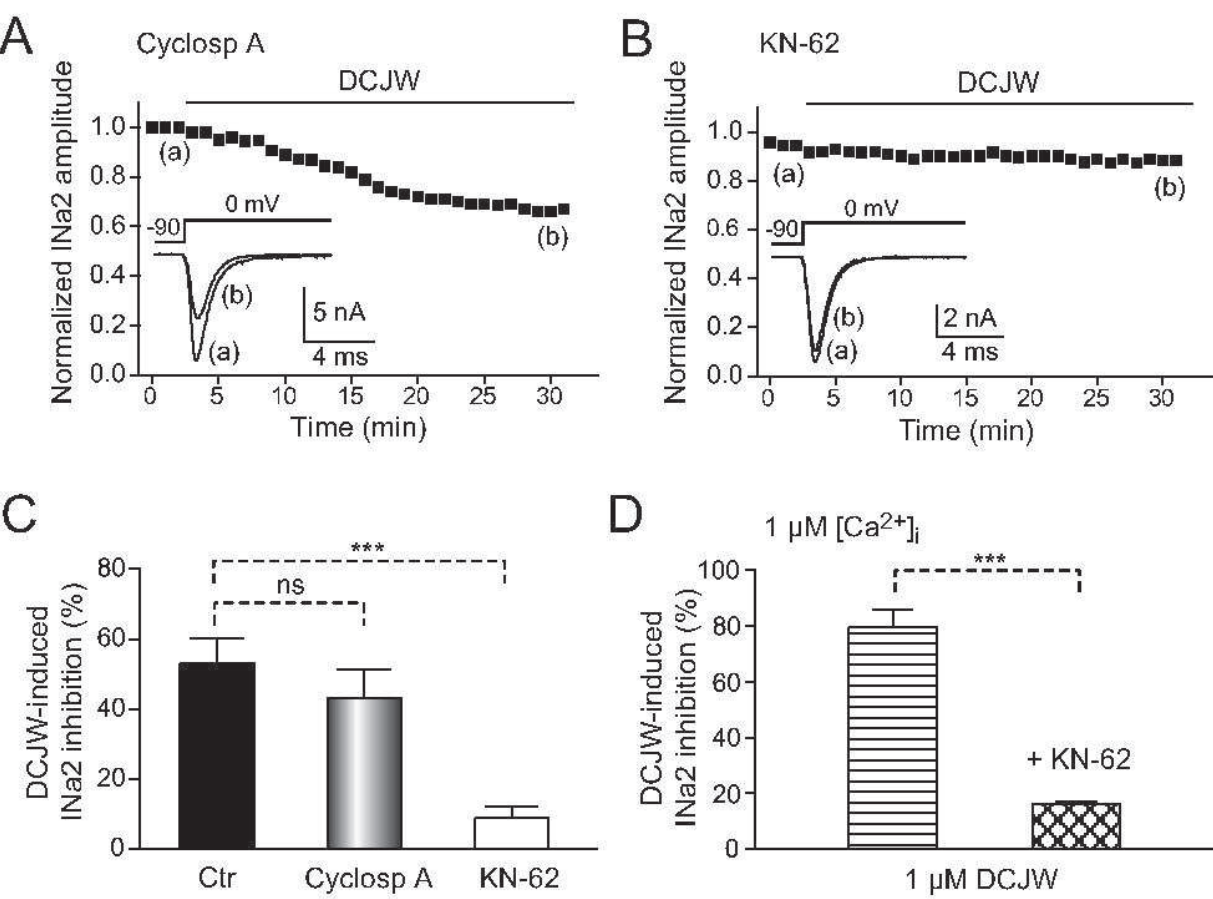 A
Cyclosp A
DCJW
Normalized INa2 amplitude
1.0
0.8
0.6
0.4
0.2
0.0
(a)
(b)
-90
0 mV
(b)
(a)
5 nA
4 ms
0 5 10 15 20 25 30
Time (min)
B
KN-62
DCJW
Normalized INa2 amplitude
1.0
0.8
0.6
0.4
0.2
0.0
(a)
(b)
-90
0 mV
(b)
(a)
2 nA
4 ms
0 5 10 15 20 25 30
Time (min)
C
DCJW-induced
INa2 inhibition (%)
80
60
40
20
0
***
ns
Ctr Cyclosp A KN-62
D
1 µM [Ca²⁺]ᵢ
DCJW-induced
INa2 inhibition (%)
100
80
60
40
20
0
***
+ KN-62
1 µM DCJW